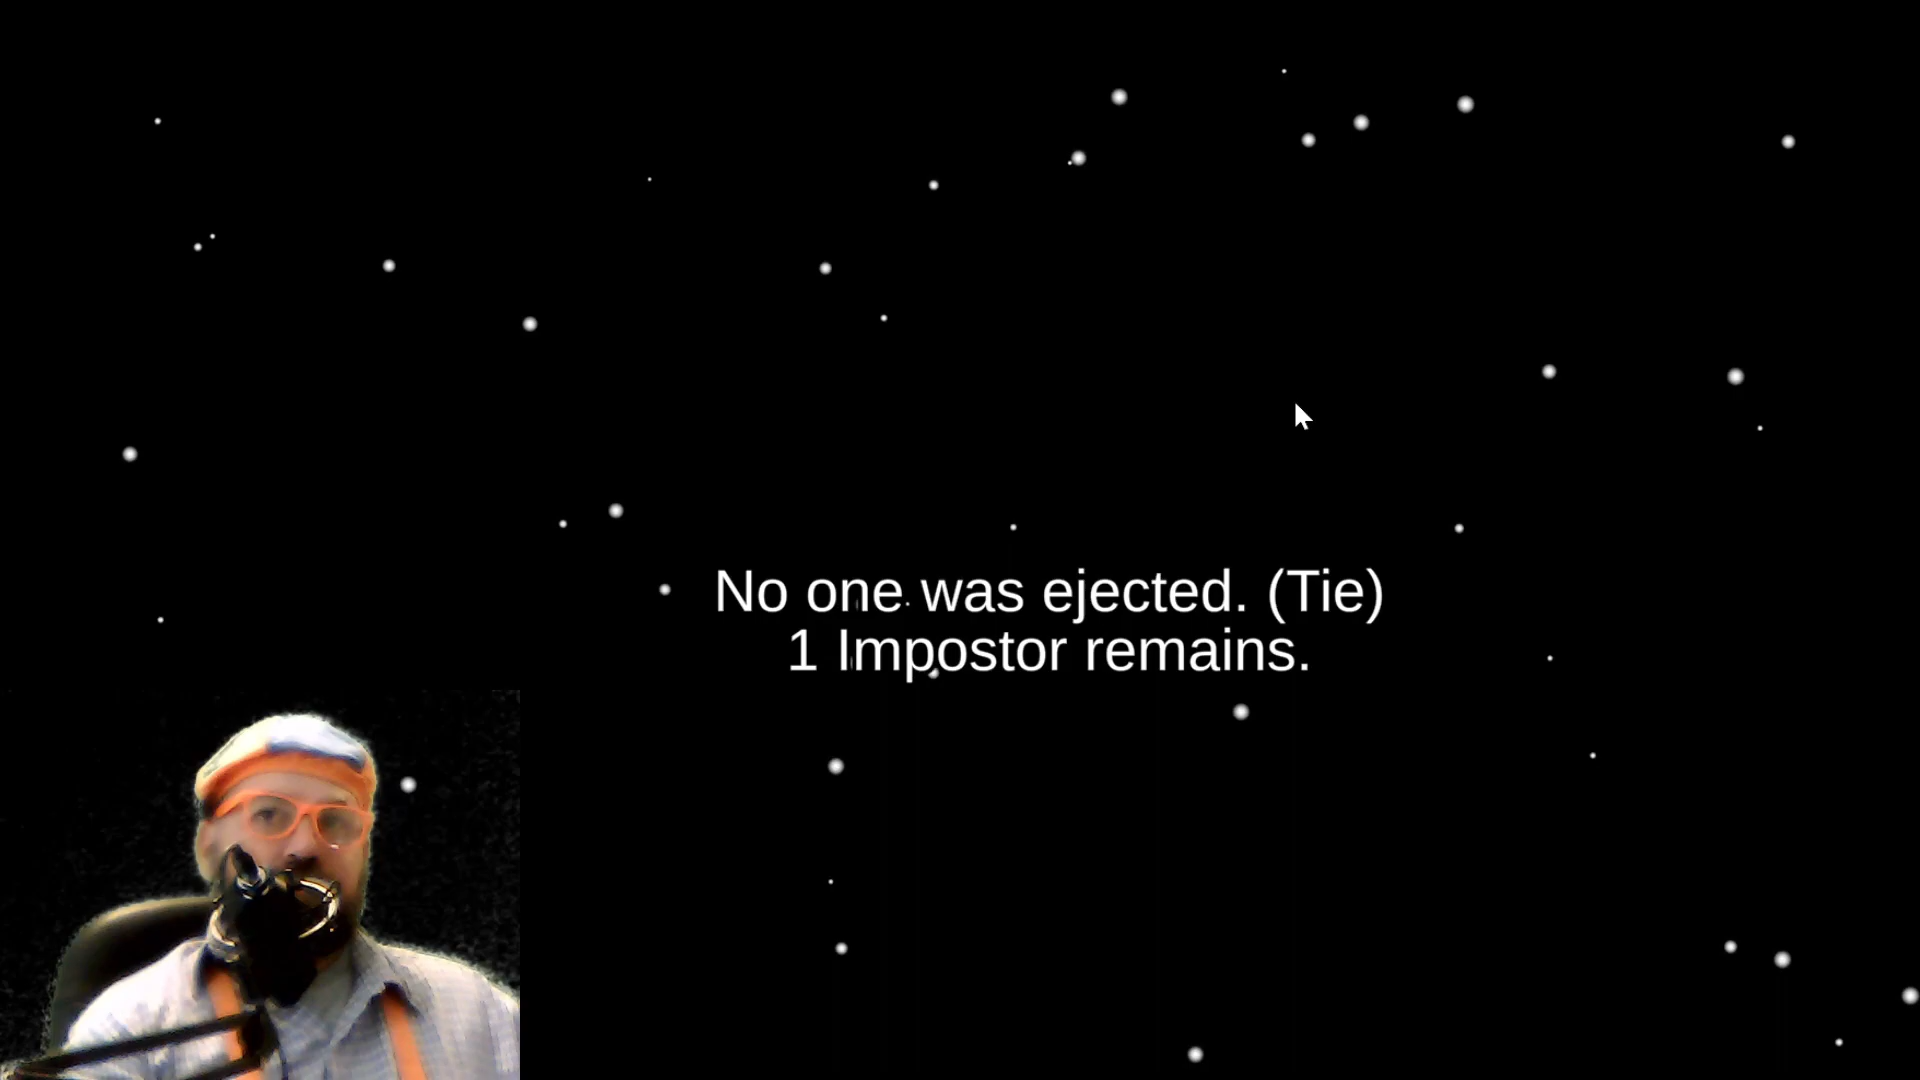 No one was ejected. (Tie)
1 Impostor remains.